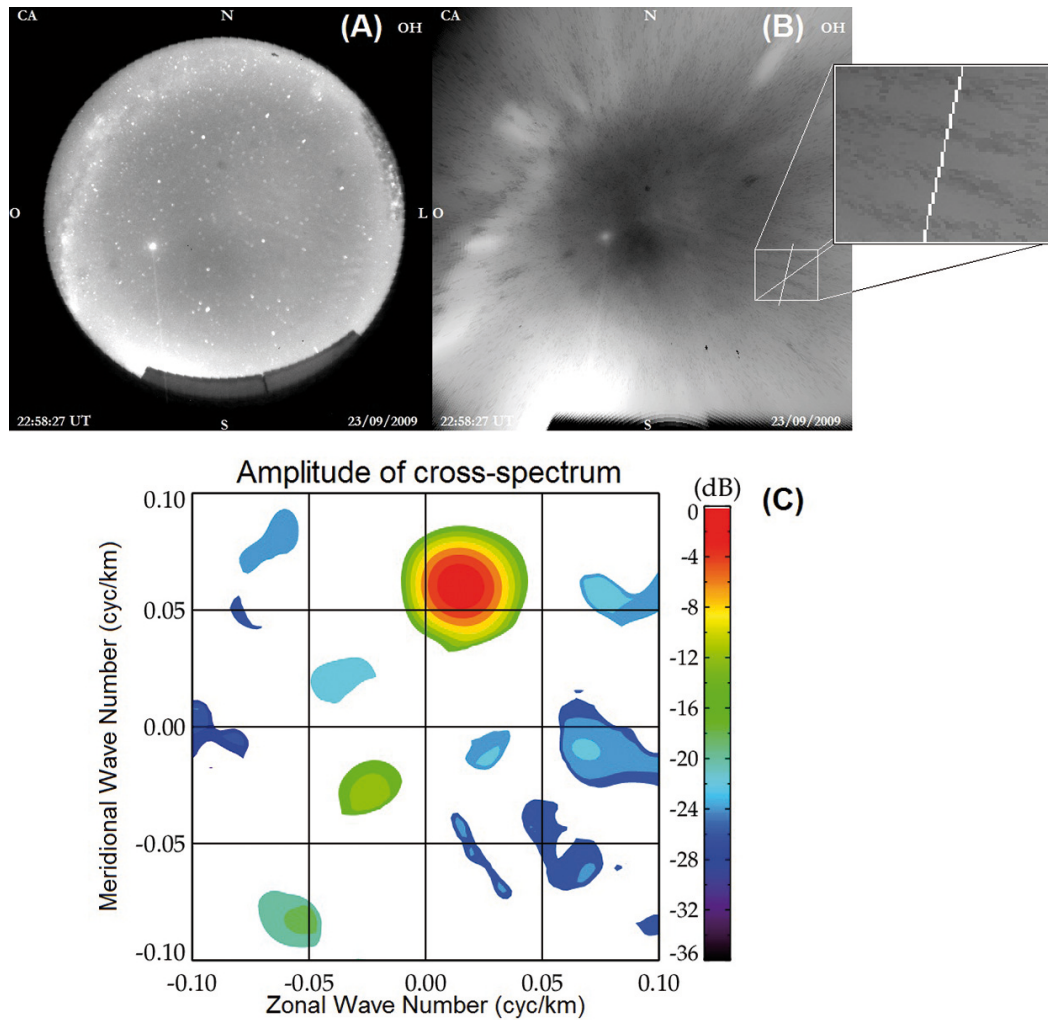 CA
N
(A)
OH
O
L
22:58:27 UT
S
23/09/2009
CA
N
(B)
OH
O
22:58:27 UT
S
23/09/2009
Amplitude of cross-spectrum
(dB)
(C)
Meridional Wave Number (cyc/km)
0.10
0.05
0.00
-0.05
-0.10
-0.10
-0.05
0.00
0.05
0.10
Zonal Wave Number (cyc/km)
0
-4
-8
-12
-16
-20
-24
-28
-32
-36